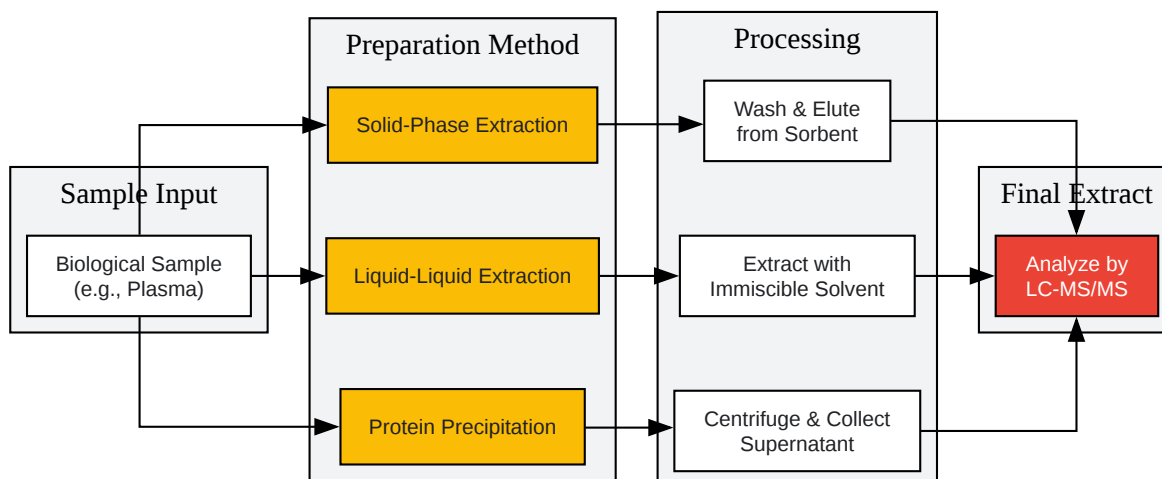 Preparation Method
Processing
Solid-Phase Extraction
Wash & Elute
from Sorbent
Sample Input
Final Extract
Biological Sample
(e.g., Plasma)
Liquid-Liquid Extraction
Extract with
Immiscible Solvent
Analyze by
LC-MS/MS
Protein Precipitation
Centrifuge & Collect
Supernatant